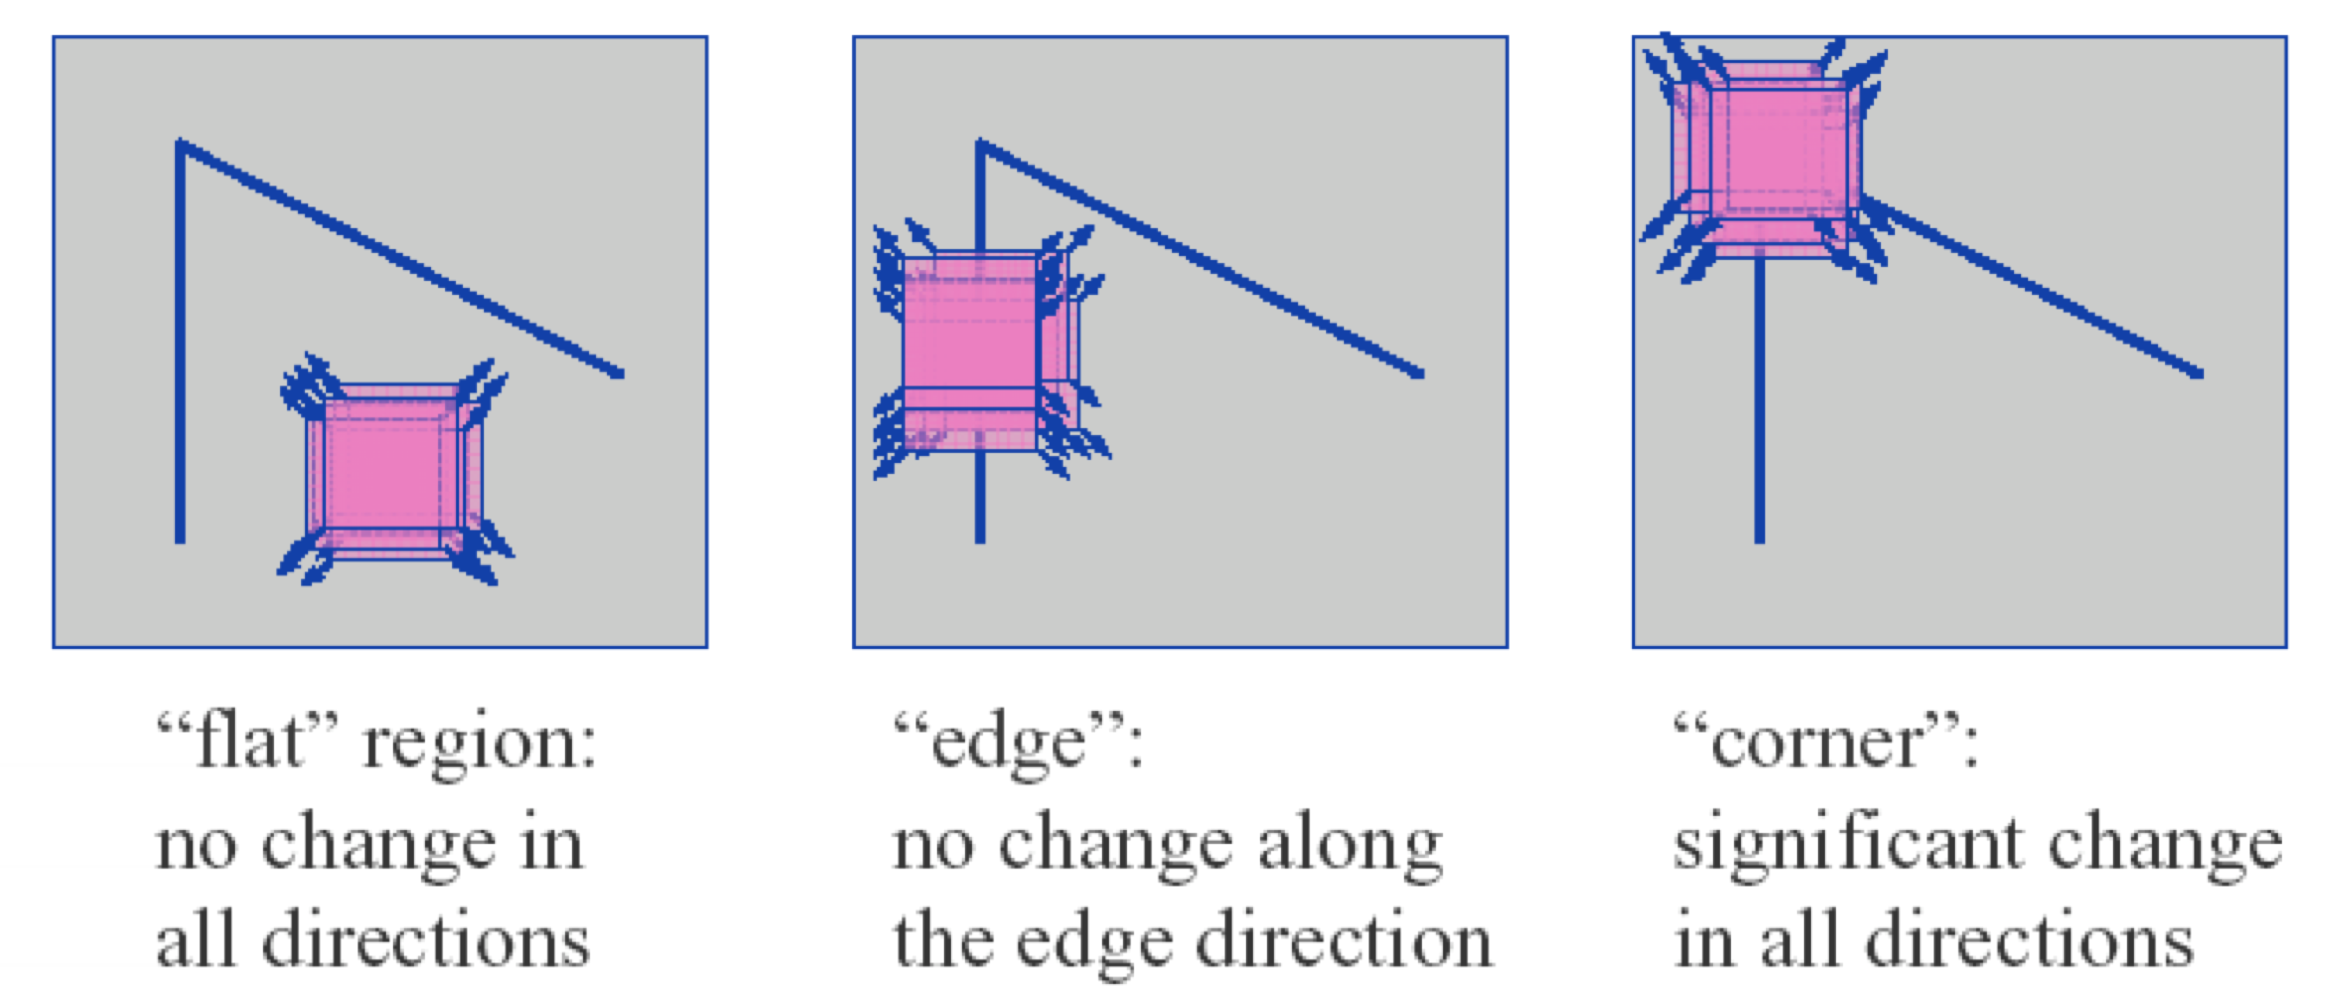 “flat” region:
no change in
all directions
“edge”:
no change along
the edge direction
“corner”:
significant change
in all directions